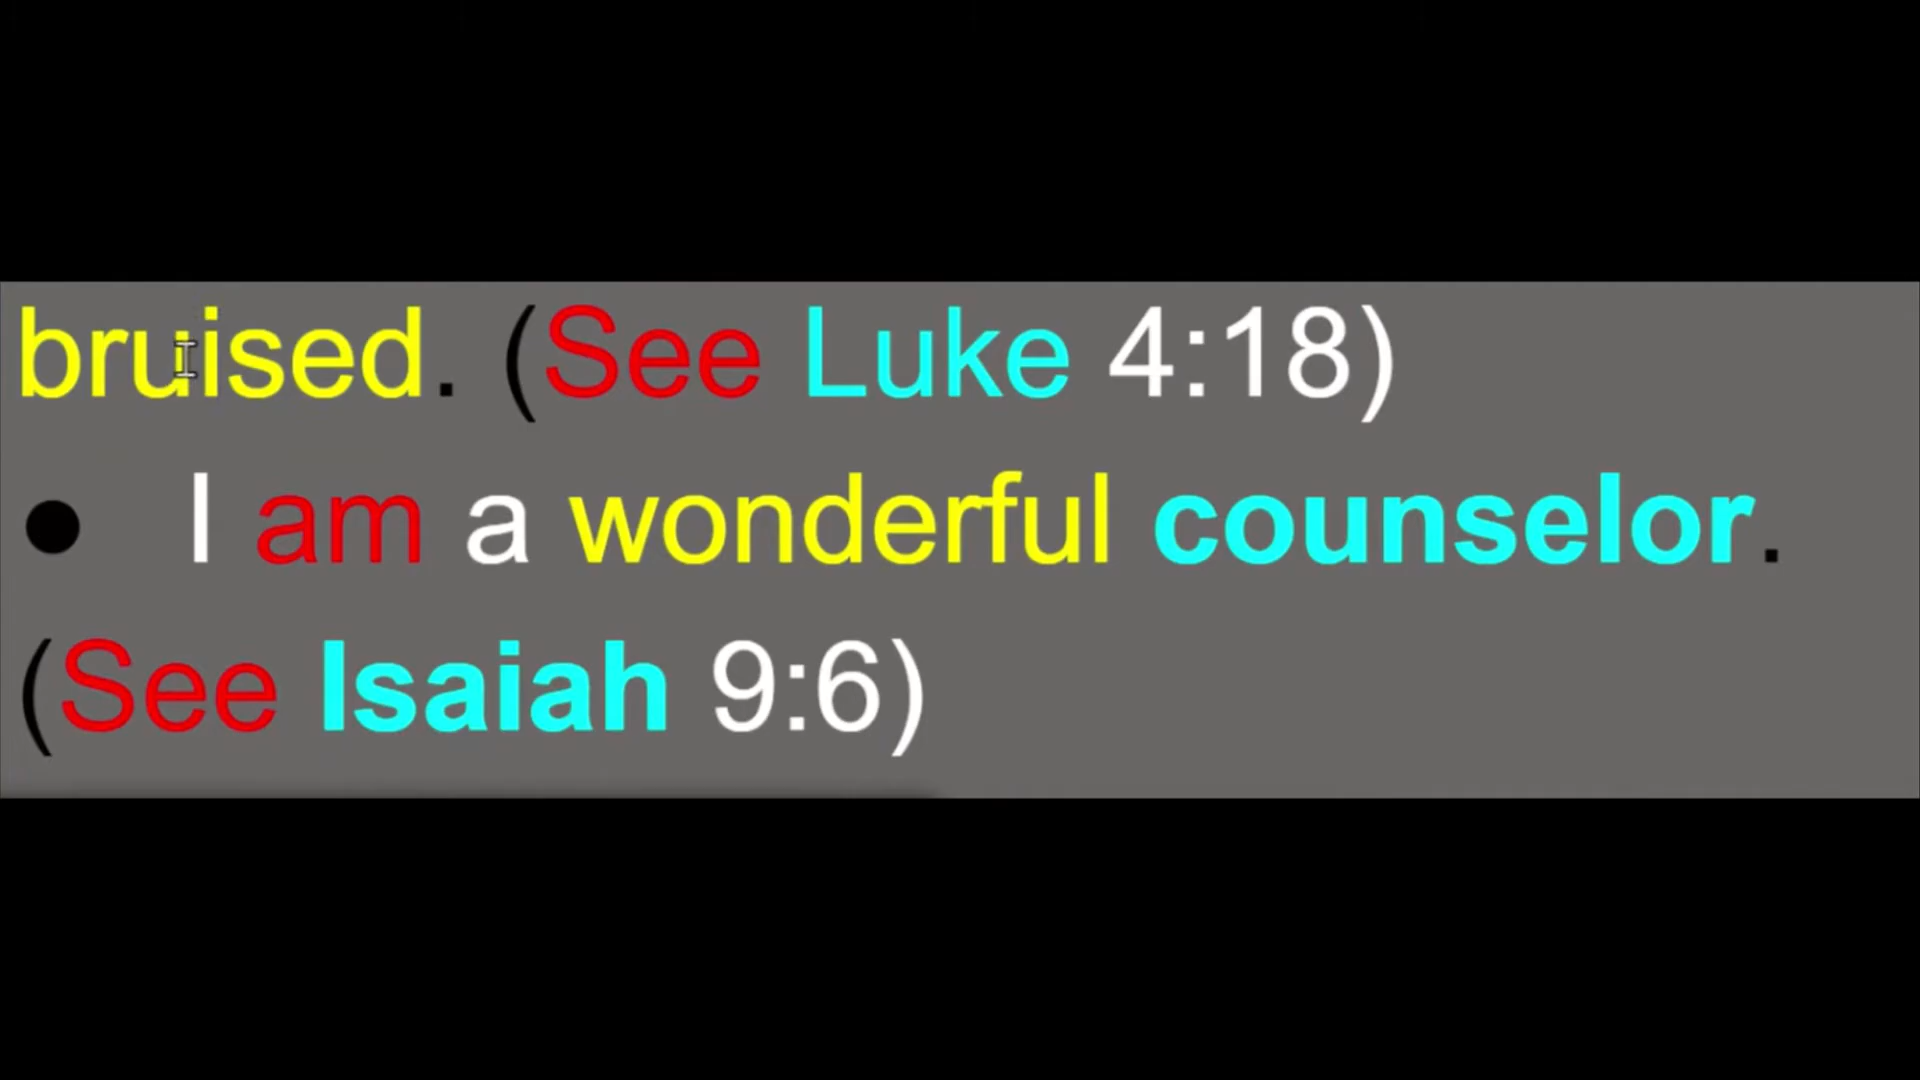 bruised. (See Luke 4:18)
● I am a wonderful counselor.
(See Isaiah 9:6)